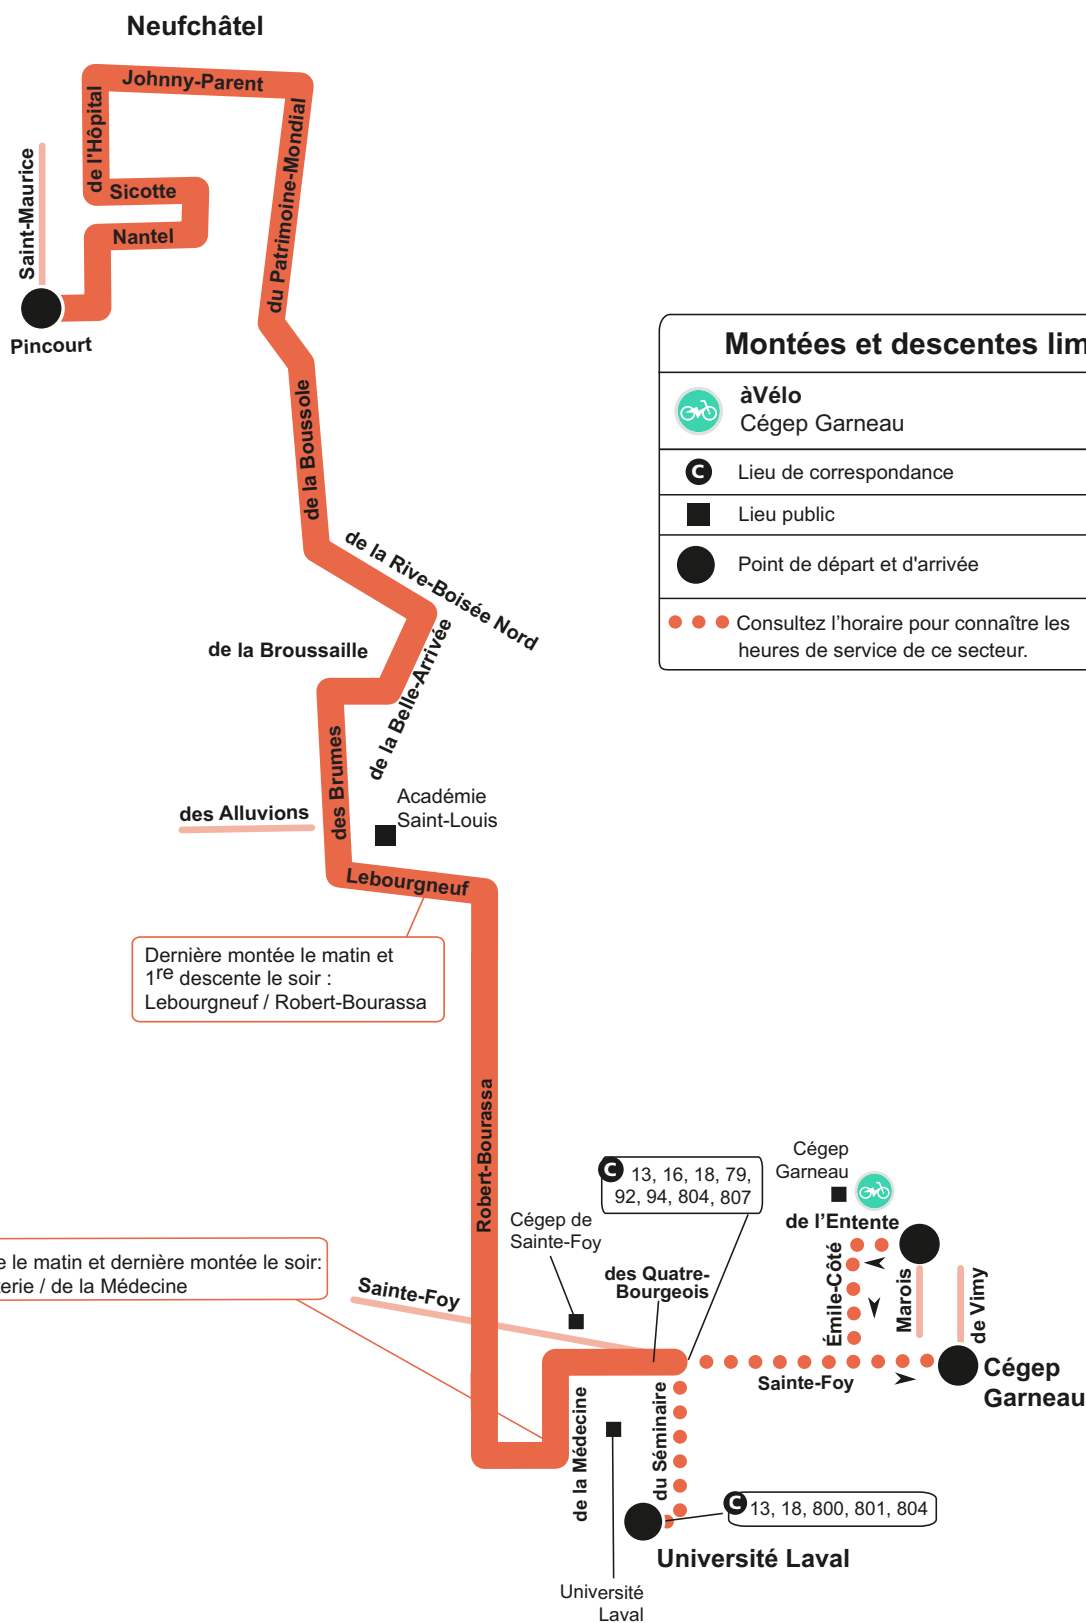 Neufchâtel
Johnny-Parent
de l'Hôpital
Saint-Maurice
Sicotte
Nantel
du Patrimoine-Mondial
Pincourt
Montées et descentes
àVélo
Cégep Garneau
C Lieu de correspondance
Lieu public
Point de départ et d'arrivée
Consultez l'horaire pour connaître les
heures de service de ce secteur.
de la Boussole
de la Rive-Boisée Nord
de la Broussaille
de la Belle-Arrivée
des Brumes
des Alluvions
Académie
Saint-Louis
Lebourgneuf
Dernière montée le matin et
1re descente le soir :
Lebourgneuf / Robert-Bourassa
Robert-Bourassa
C 13, 16, 18, 79,
92, 94, 804, 807
Cégep
Garneau
de l'Entente
Cégep de
Sainte-Foy
des Quatre-
Bourgeois
Émile-Côté
Marois
de Vimy
le matin et dernière montée le soir:
/ de la Médecine
Sainte-Foy
Sainte-Foy
Cégep
Garneau
de la Médecine
du Séminaire
C 13, 18, 800, 801, 804
Université Laval
Université
Laval